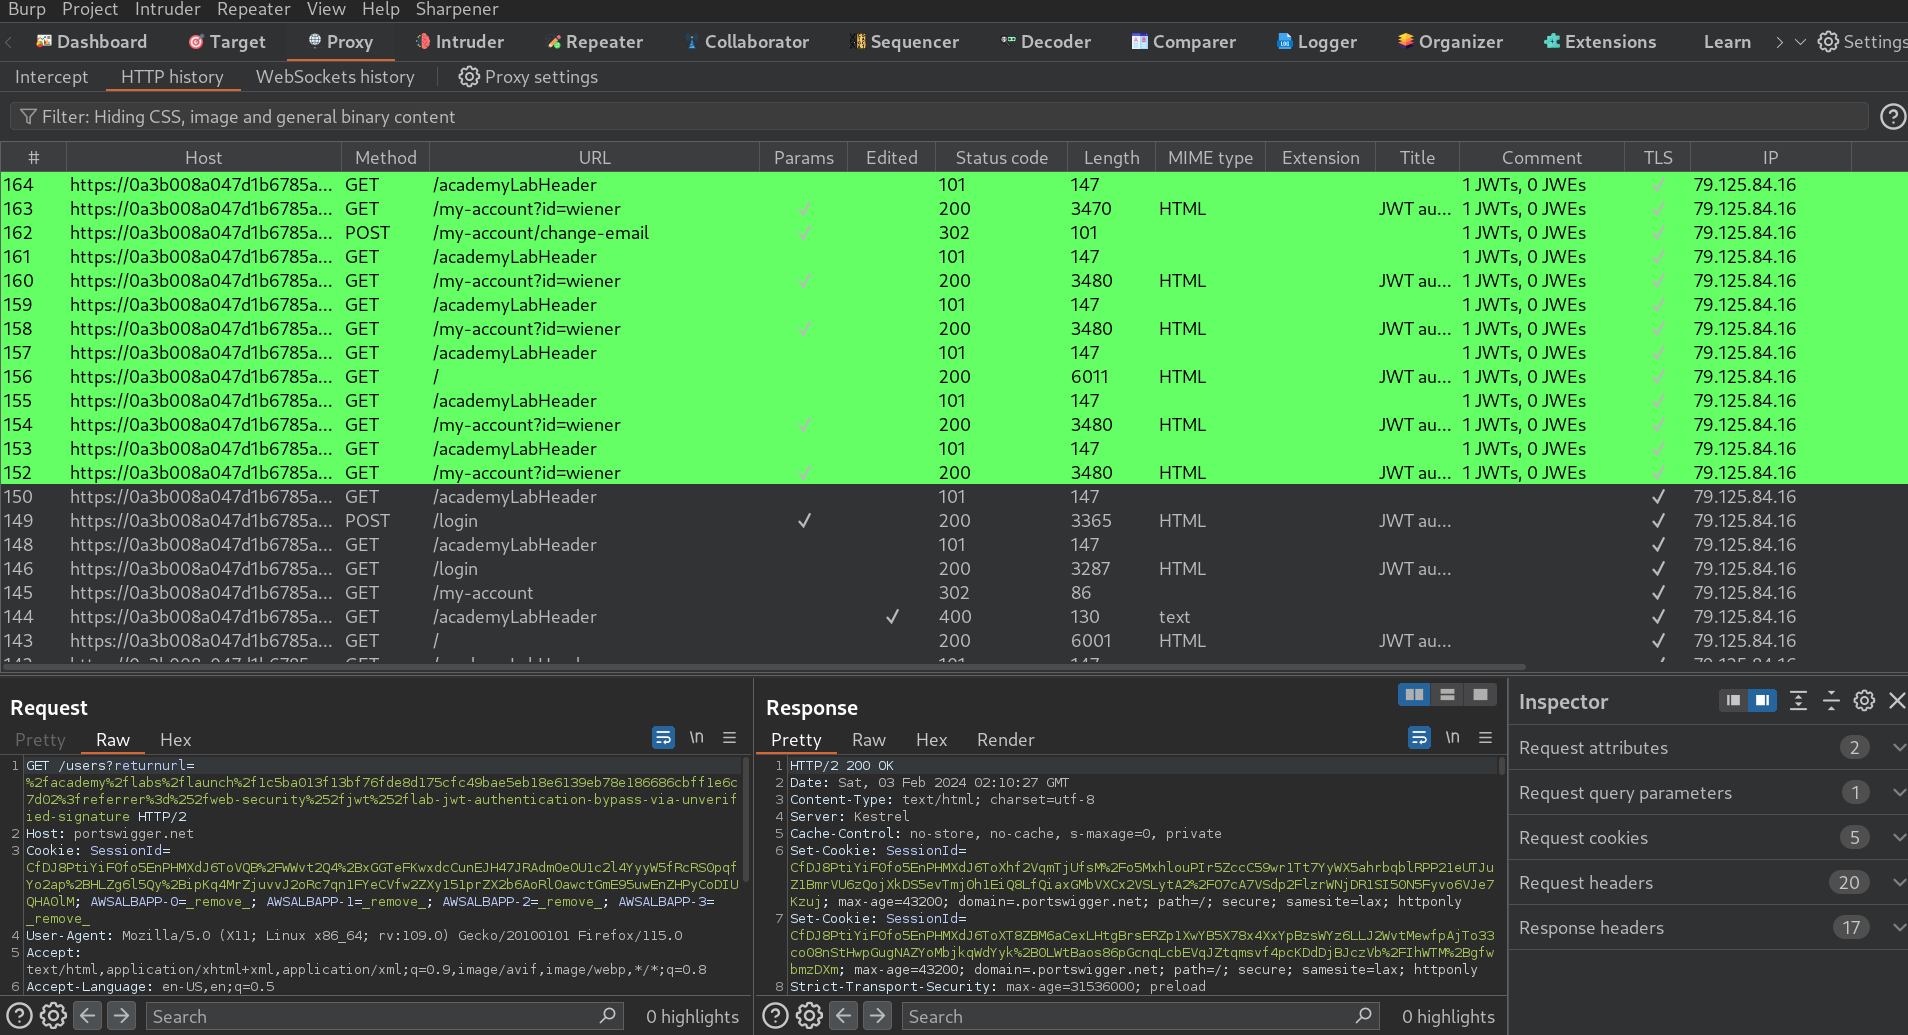 Burp Project Intruder Repeater View Help Sharpener
Dashboard Target Proxy Intruder Repeater Collaborator Sequencer Decoder Comparer Logger Organizer Extensions Learn Settings
Intercept HTTP history WebSockets history Proxy settings
Filter: Hiding CSS, image and general binary content
# Host Method URL Params Edited Status code Length MIME type Extension Title Comment TLS IP
164 https://0a3b008a047d1b6785a... GET /academyLabHeader 101 147 1 JWTs, 0 JWEs ✓ 79.125.84.16
163 https://0a3b008a047d1b6785a... GET /my-account?id=wiener ✓ 200 3470 HTML JWT au... 1 JWTs, 0 JWEs ✓ 79.125.84.16
162 https://0a3b008a047d1b6785a... POST /my-account/change-email ✓ 302 101 1 JWTs, 0 JWEs ✓ 79.125.84.16
161 https://0a3b008a047d1b6785a... GET /academyLabHeader 101 147 1 JWTs, 0 JWEs ✓ 79.125.84.16
160 https://0a3b008a047d1b6785a... GET /my-account?id=wiener ✓ 200 3480 HTML JWT au... 1 JWTs, 0 JWEs ✓ 79.125.84.16
159 https://0a3b008a047d1b6785a... GET /academyLabHeader 101 147 1 JWTs, 0 JWEs ✓ 79.125.84.16
158 https://0a3b008a047d1b6785a... GET /my-account?id=wiener ✓ 200 3480 HTML JWT au... 1 JWTs, 0 JWEs ✓ 79.125.84.16
157 https://0a3b008a047d1b6785a... GET /academyLabHeader 101 147 1 JWTs, 0 JWEs ✓ 79.125.84.16
156 https://0a3b008a047d1b6785a... GET / 200 6011 HTML JWT au... 1 JWTs, 0 JWEs ✓ 79.125.84.16
155 https://0a3b008a047d1b6785a... GET /academyLabHeader 101 147 1 JWTs, 0 JWEs ✓ 79.125.84.16
154 https://0a3b008a047d1b6785a... GET /my-account?id=wiener ✓ 200 3480 HTML JWT au... 1 JWTs, 0 JWEs ✓ 79.125.84.16
153 https://0a3b008a047d1b6785a... GET /academyLabHeader 101 147 1 JWTs, 0 JWEs ✓ 79.125.84.16
152 https://0a3b008a047d1b6785a... GET /my-account?id=wiener ✓ 200 3480 HTML JWT au... 1 JWTs, 0 JWEs ✓ 79.125.84.16
150 https://0a3b008a047d1b6785a... GET /academyLabHeader 101 147 ✓ 79.125.84.16
149 https://0a3b008a047d1b6785a... POST /login ✓ 200 3365 HTML JWT au... ✓ 79.125.84.16
148 https://0a3b008a047d1b6785a... GET /academyLabHeader 101 147 ✓ 79.125.84.16
146 https://0a3b008a047d1b6785a... GET /login 200 3287 HTML JWT au... ✓ 79.125.84.16
145 https://0a3b008a047d1b6785a... GET /my-account 302 86 ✓ 79.125.84.16
144 https://0a3b008a047d1b6785a... GET /academyLabHeader ✓ 400 130 text ✓ 79.125.84.16
143 https://0a3b008a047d1b6785a... GET / 200 6001 HTML JWT au... ✓ 79.125.84.16
Request
Pretty Raw Hex \n
1 GET /users?returnurl=
%2facademy%2flabs%2flaunch%2f1c5ba013f13bf76fde8d175cfc49bae5eb18e6139eb78e186686cbff1e6c
7d02%3freferrer%3d%252fweb-security%252fjwt%252flab-jwt-authentication-bypass-via-unverif
ied-signature HTTP/2
2 Host: portswigger.net
3 Cookie: SessionId=
CfDJ8PtiYiFOfo5EnPHMXdJ6ToVQB%2FWWvt2Q4%2BxGGTeFKwxdcCunEJH47JRAdmOeOU1c2l4YyyW5fRcRSOpqf
Yo2ap%2BHLZg6l5Qy%2BipKq4MrZjuvvJ2oRc7qn1FYeCVfw2ZXy151prZX2b6AoRlOawctGmE95uwEnZHPyCoDIU
QHAOlM; AWSALBAPP-0=_remove_; AWSALBAPP-1=_remove_; AWSALBAPP-2=_remove_; AWSALBAPP-3=
_remove_
4 User-Agent: Mozilla/5.0 (X11; Linux x86_64; rv:109.0) Gecko/20100101 Firefox/115.0
5 Accept:
text/html,application/xhtml+xml,application/xml;q=0.9,image/avif,image/webp,*/*;q=0.8
6 Accept-Language: en-US,en;q=0.5
Search 0 highlights
Response
Pretty Raw Hex Render \n
1 HTTP/2 200 OK
2 Date: Sat, 03 Feb 2024 02:10:27 GMT
3 Content-Type: text/html; charset=utf-8
4 Server: Kestrel
5 Cache-Control: no-store, no-cache, s-maxage=0, private
6 Set-Cookie: SessionId=
CfDJ8PtiYiFOfo5EnPHMXdJ6ToXhf2VqmTjUfsM%2Fo5MxhlouPIr5ZccC59wr1Tt7YyWX5ahrbqblRPP21eUTJu
Z1BmrVU6zQojXkDS5evTmjOh1EiQ8LfQiaxGMbVXCx2VSLytA2%2FO7cA7VSdp2FlzrWNjDR1SI5ON5Fyvo6VJe7
Kzuj; max-age=43200; domain=.portswigger.net; path=/; secure; samesite=lax; httponly
7 Set-Cookie: SessionId=
CfDJ8PtiYiFOfo5EnPHMXdJ6ToXT8ZBM6aCexLHtgBrsERZp1XwYB5X78x4XxYpBzsWYz6LLJ2WvtMewfpAjTo33
coO8nStHwpGugNAZYoMbjkqWdYyk%2BOLWtBaos86pGcnqLcbEVqJZtqmsvf4pcKDdDjBJczVb%2FIhWTM%2Bgfw
bmzDXm; max-age=43200; domain=.portswigger.net; path=/; secure; samesite=lax; httponly
8 Strict-Transport-Security: max-age=31536000; preload
Search 0 highlights
Inspector
Request attributes 2
Request query parameters 1
Request cookies 5
Request headers 20
Response headers 17